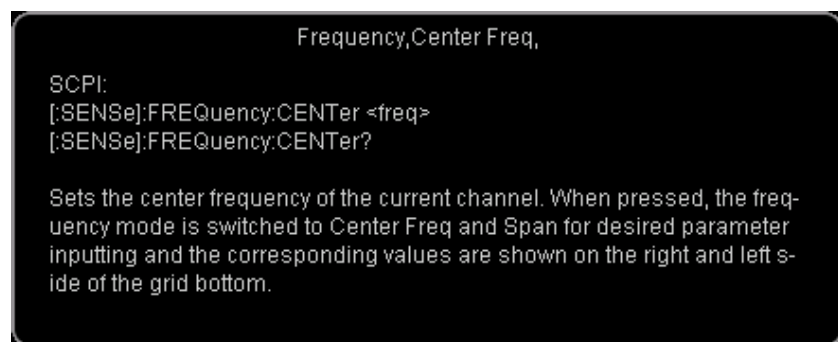 Frequency,Center Freq,
SCPI:
[:SENSe]:FREQuency:CENTer <freq>
[:SENSe]:FREQuency:CENTer?
Sets the center frequency of the current channel. When pressed, the freq-
uency mode is switched to Center Freq and Span for desired parameter
inputting and the corresponding values are shown on the right and left s-
ide of the grid bottom.